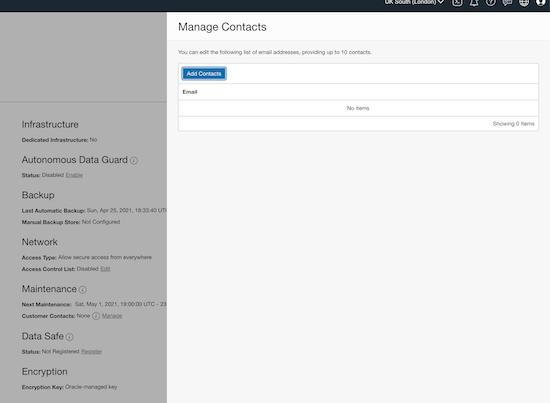 UK South (London)
Manage Contacts
You can edit the following list of email addresses, providing up to 10 contacts.
Add Contacts
Email
No items
Showing 0 Items
Infrastructure
Dedicated Infrastructure: No
Autonomous Data Guard
Status: Disabled Enable
Backup
Last Automatic Backup: Sun, Apr 25, 2021, 18:33:40 UT
Manual Backup Store: Not Configured
Network
Access Type: Allow secure access from everywhere
Access Control List: Disabled Edit
Maintenance
Next Maintenance: Sat, May 1, 2021, 19:00:00 UTC - 23
Customer Contacts: None Manage
Data Safe
Status: Not Registered Register
Encryption
Encryption Key: Oracle-managed key